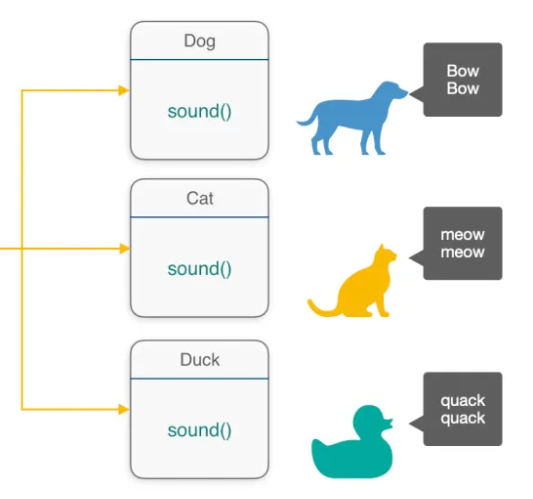 Dog
sound()
Bow
Bow
Cat
sound()
meow
meow
Duck
sound()
quack
quack